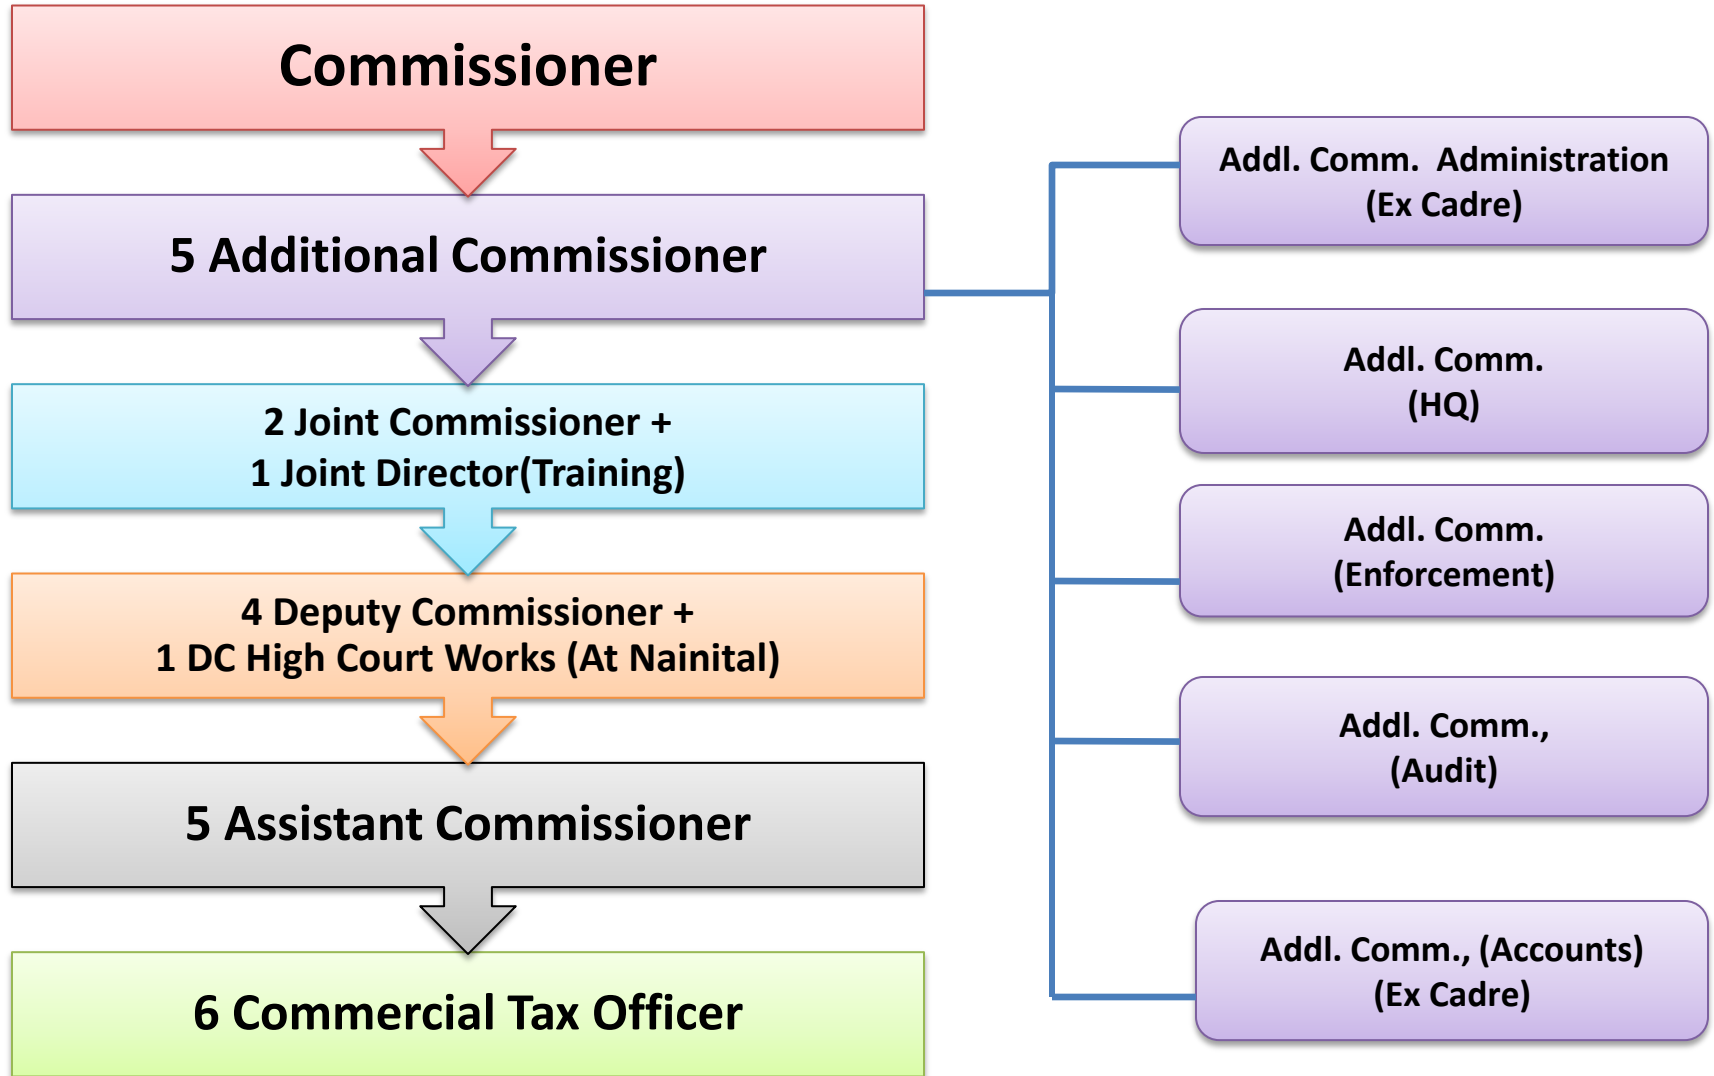 Commissioner
5 Additional Commissioner
2 Joint Commissioner +
1 Joint Director(Training)
4 Deputy Commissioner +
1 DC High Court Works (At Nainital)
5 Assistant Commissioner
6 Commercial Tax Officer
Addl. Comm. Administration
(Ex Cadre)
Addl. Comm.
(HQ)
Addl. Comm.
(Enforcement)
Addl. Comm.,
(Audit)
Addl. Comm., (Accounts)
(Ex Cadre)